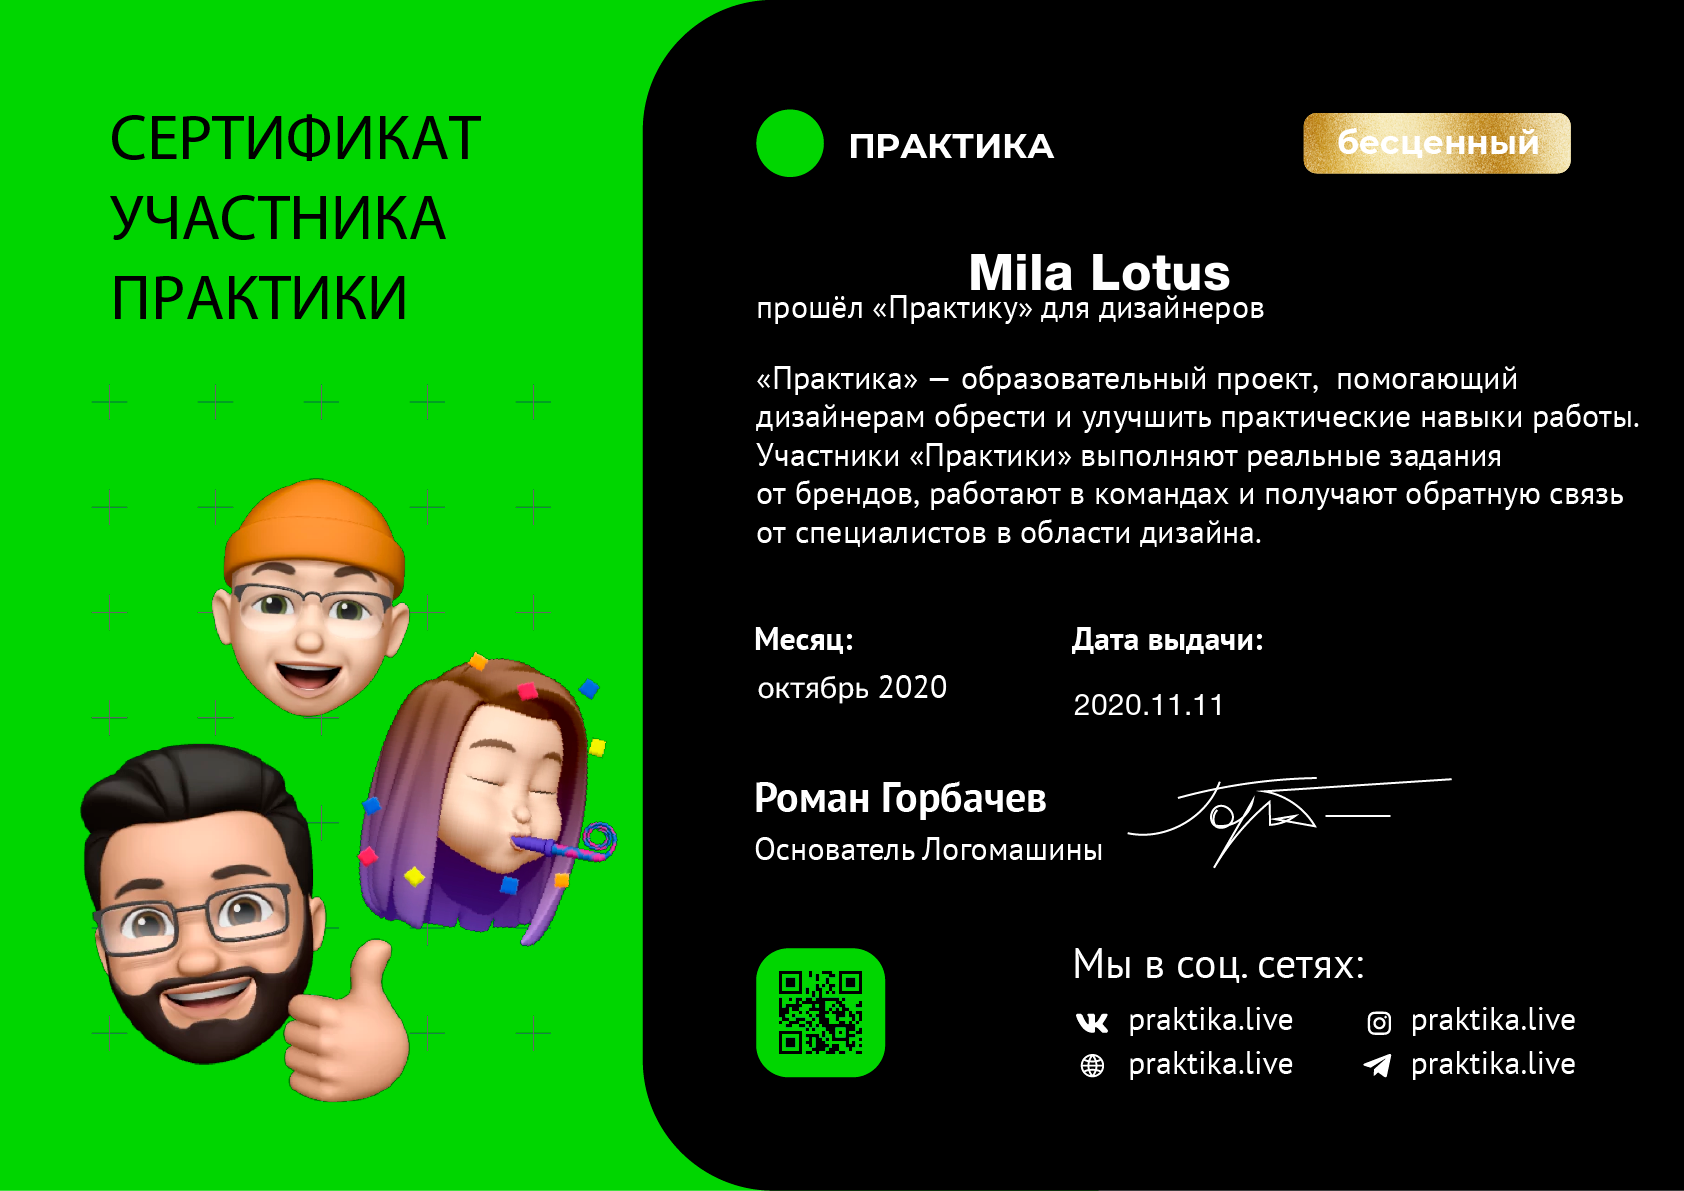 СЕРТИФИКАТ
УЧАСТНИКА
ПРАКТИКИ
ПРАКТИКА
бесценный
Mila Lotus
прошёл «Практику» для дизайнеров
«Практика» — образовательный проект, помогающий
дизайнерам обрести и улучшить практические навыки работы.
Участники «Практики» выполняют реальные задания
от брендов, работают в командах и получают обратную связь
от специалистов в области дизайна.
Месяц:
октябрь 2020
Дата выдачи:
2020.11.11
Роман Горбачев
Основатель Логомашины
Мы в соц. сетях:
praktika.live
praktika.live
praktika.live
praktika.live